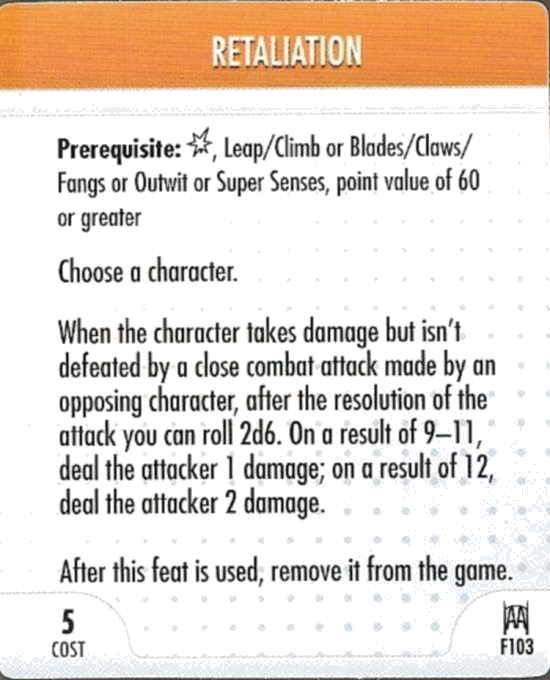 RETALIATION
Prerequisite: , Leap/Climb or Blades/Claws/
Fangs or Outwit or Super Senses, point value of 60
or greater
Choose a character.
When the character takes damage but isn't
defeated by a close combat attack made by an
opposing character, after the resolution of the
attack you can roll 2d6. On a result of 9–11,
deal the attacker 1 damage; on a result of 12,
deal the attacker 2 damage.
After this feat is used, remove it from the game.
5
COST
AA
F103